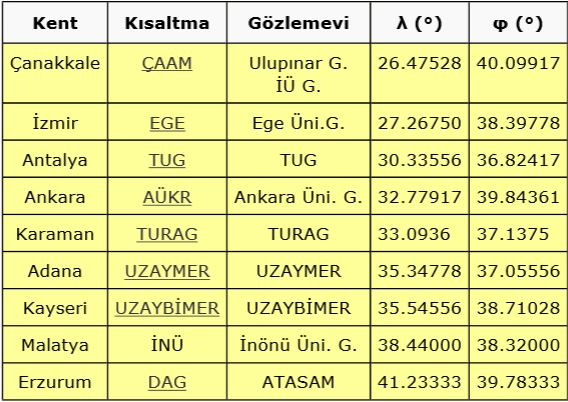 Kent Kısaltma Gözlemevi λ (°) φ (°)
Çanakkale ÇAAM Ulupınar G. 26.47528 40.09917
İÜ G.
İzmir EGE Ege Üni.G. 27.26750 38.39778
Antalya TUG TUG 30.33556 36.82417
Ankara AÜKR Ankara Üni. G. 32.77917 39.84361
Karaman TURAG TURAG 33.0936 37.1375
Adana UZAYMER UZAYMER 35.34778 37.05556
Kayseri UZAYBİMER UZAYBİMER 35.54556 38.71028
Malatya İNÜ İnönü Üni. G. 38.44000 38.32000
Erzurum DAG ATASAM 41.23333 39.78333